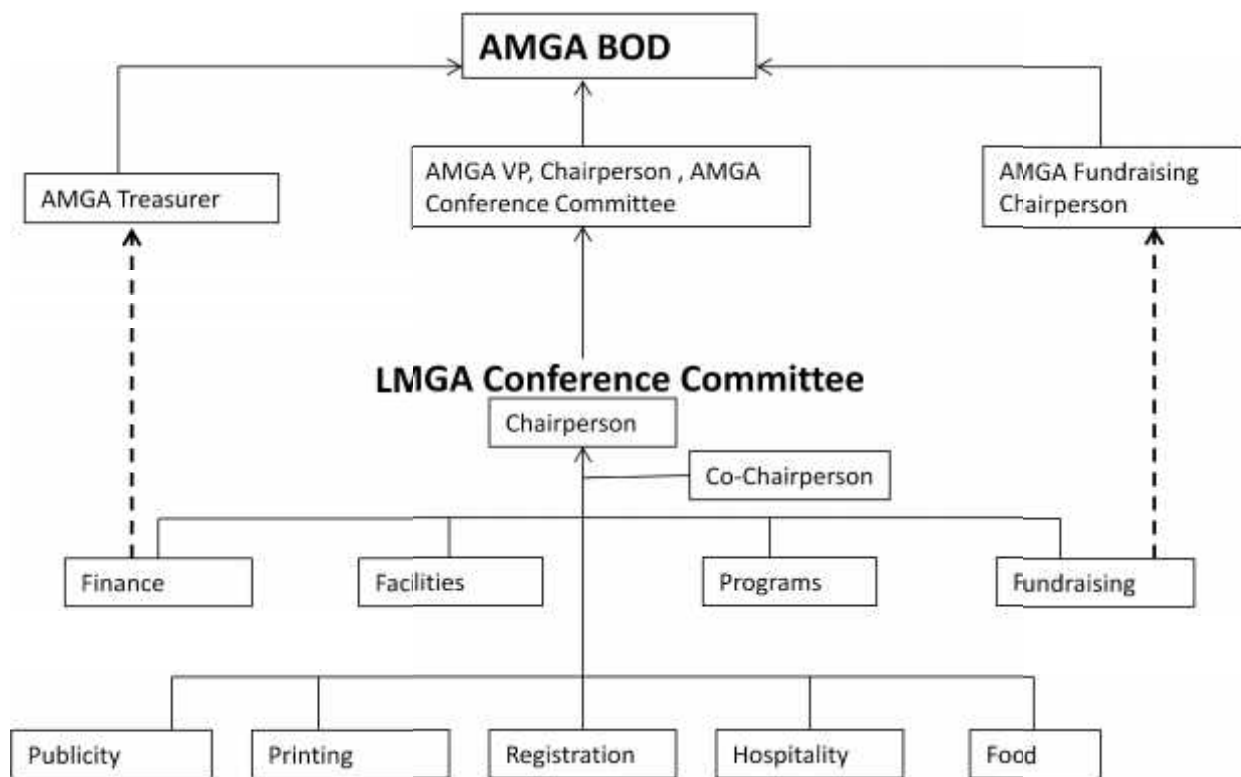 AMGA BOD
AMGA Treasurer
AMGA VP, Chairperson , AMGA
Conference Committee
AMGA Fundraising
Chairperson
LMGA Conference Committee
Chairperson
Co-Chairperson
Finance
Facilities
Programs
Fundraising
Publicity
Printing
Registration
Hospitality
Food